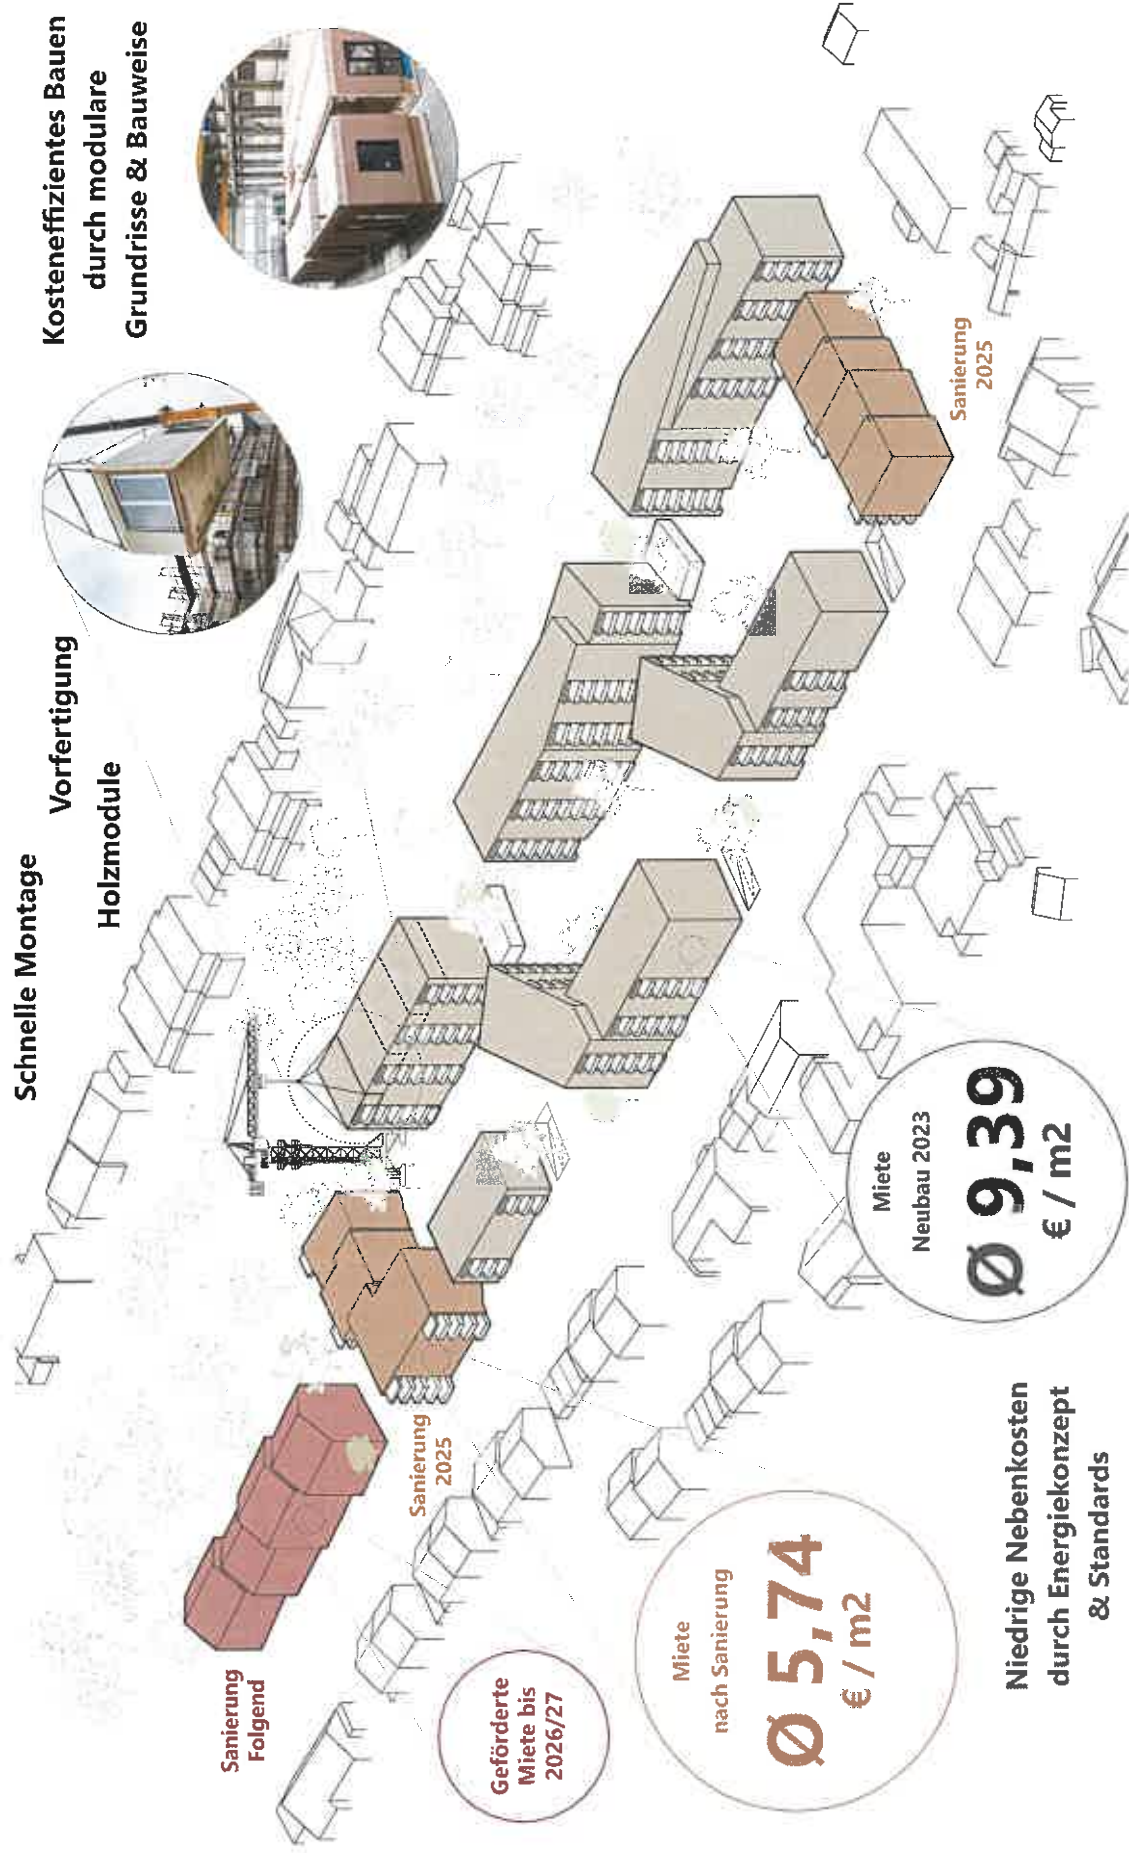 Schnelle Montage
Vorfertigung
Holzmodule
Kosteneffizientes Bauen
durch modulare
Grundrisse & Bauweise
Sanierung
Folgend
Sanierung
2025
Sanierung
2025
Geförderte
Miete bis
2026/27
Miete
nach Sanierung
Ø 5,74
€ / m2
Miete
Neubau 2023
Ø 9,39
€ / m2
Niedrige Nebenkosten
durch Energiekonzept
& Standards